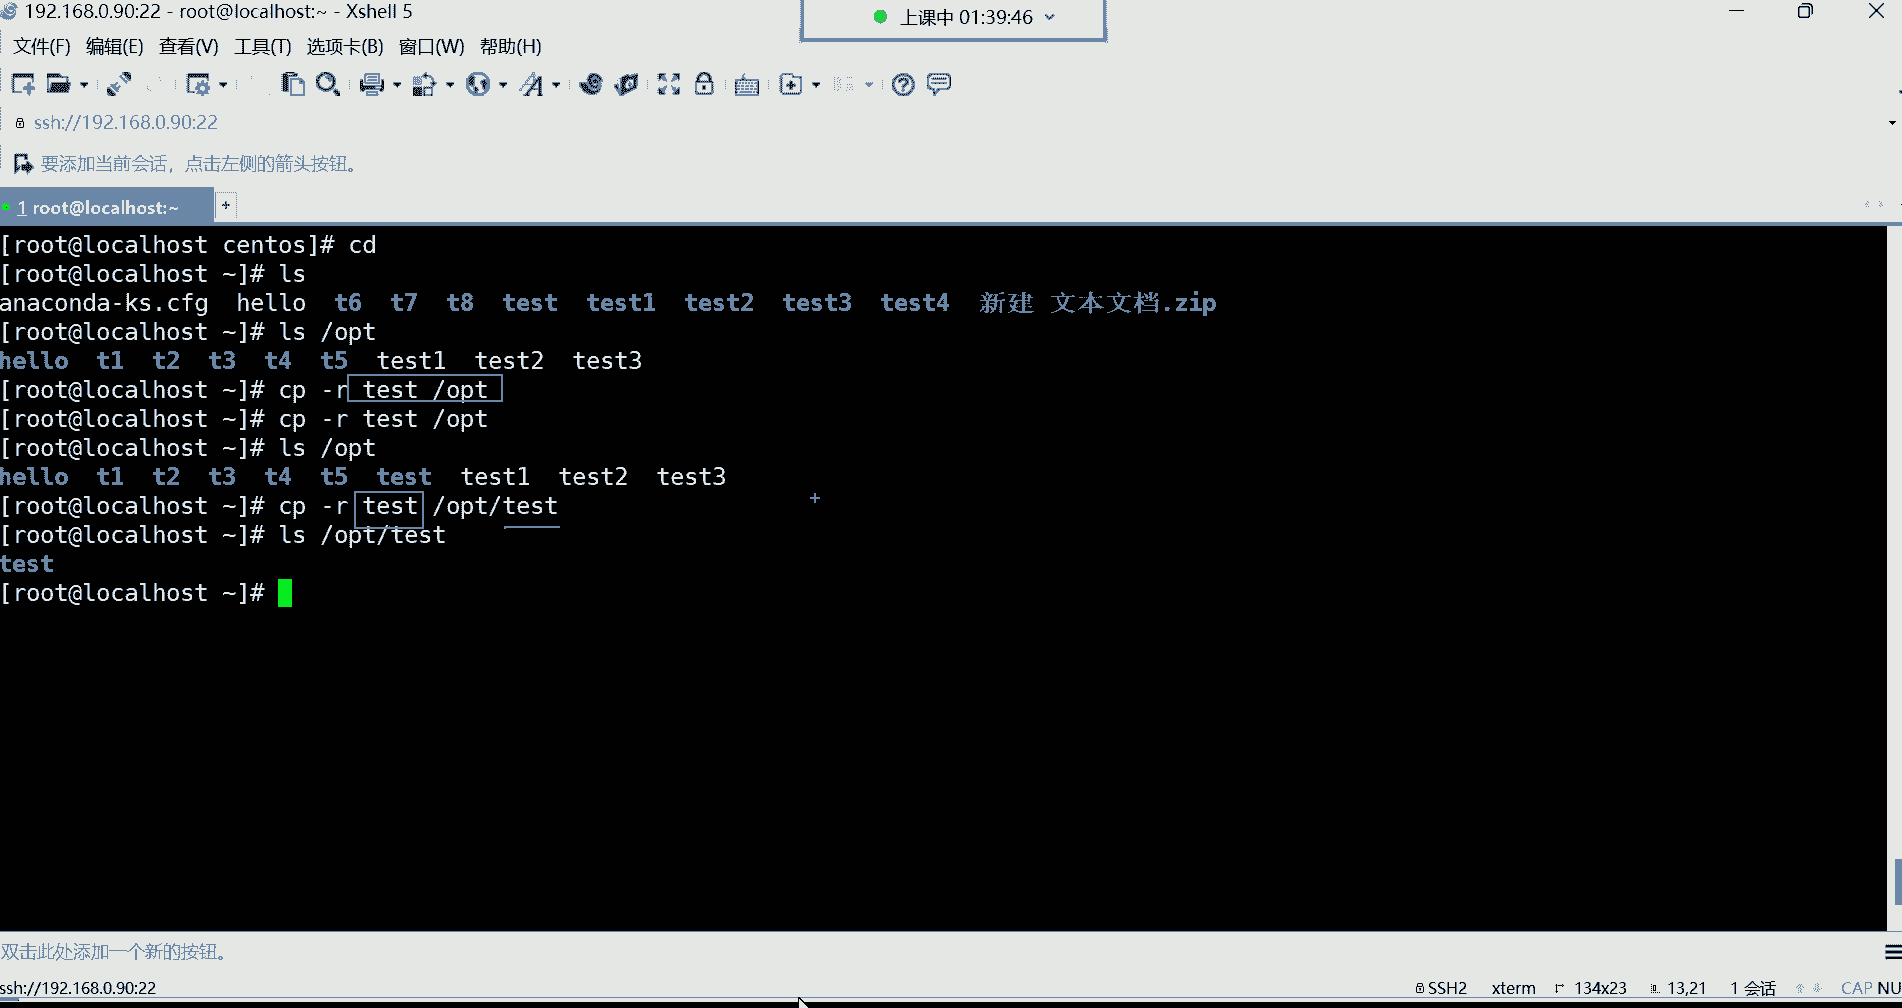 192.168.0.90:22 - root@localhost:~ - Xshell 5
上课中 01:39:46
文件(F) 编辑(E) 查看(V) 工具(T) 选项卡(B) 窗口(W) 帮助(H)
ssh://192.168.0.90:22
要添加当前会话，点击左侧的箭头按钮。
1 root@localhost:~ +
[root@localhost centos]# cd
[root@localhost ~]# ls
anaconda-ks.cfg hello t6 t7 t8 test test1 test2 test3 test4 新建 文本文档.zip
[root@localhost ~]# ls /opt
hello t1 t2 t3 t4 t5 test1 test2 test3
[root@localhost ~]# cp -r test /opt
[root@localhost ~]# cp -r test /opt
[root@localhost ~]# ls /opt
hello t1 t2 t3 t4 t5 test test1 test2 test3
[root@localhost ~]# cp -r test /opt/test
[root@localhost ~]# ls /opt/test
test
[root@localhost ~]#
双击此处添加一个新的按钮。
ssh://192.168.0.90:22 SSH2 xterm 134x23 13,21 1 会话 CAP NU